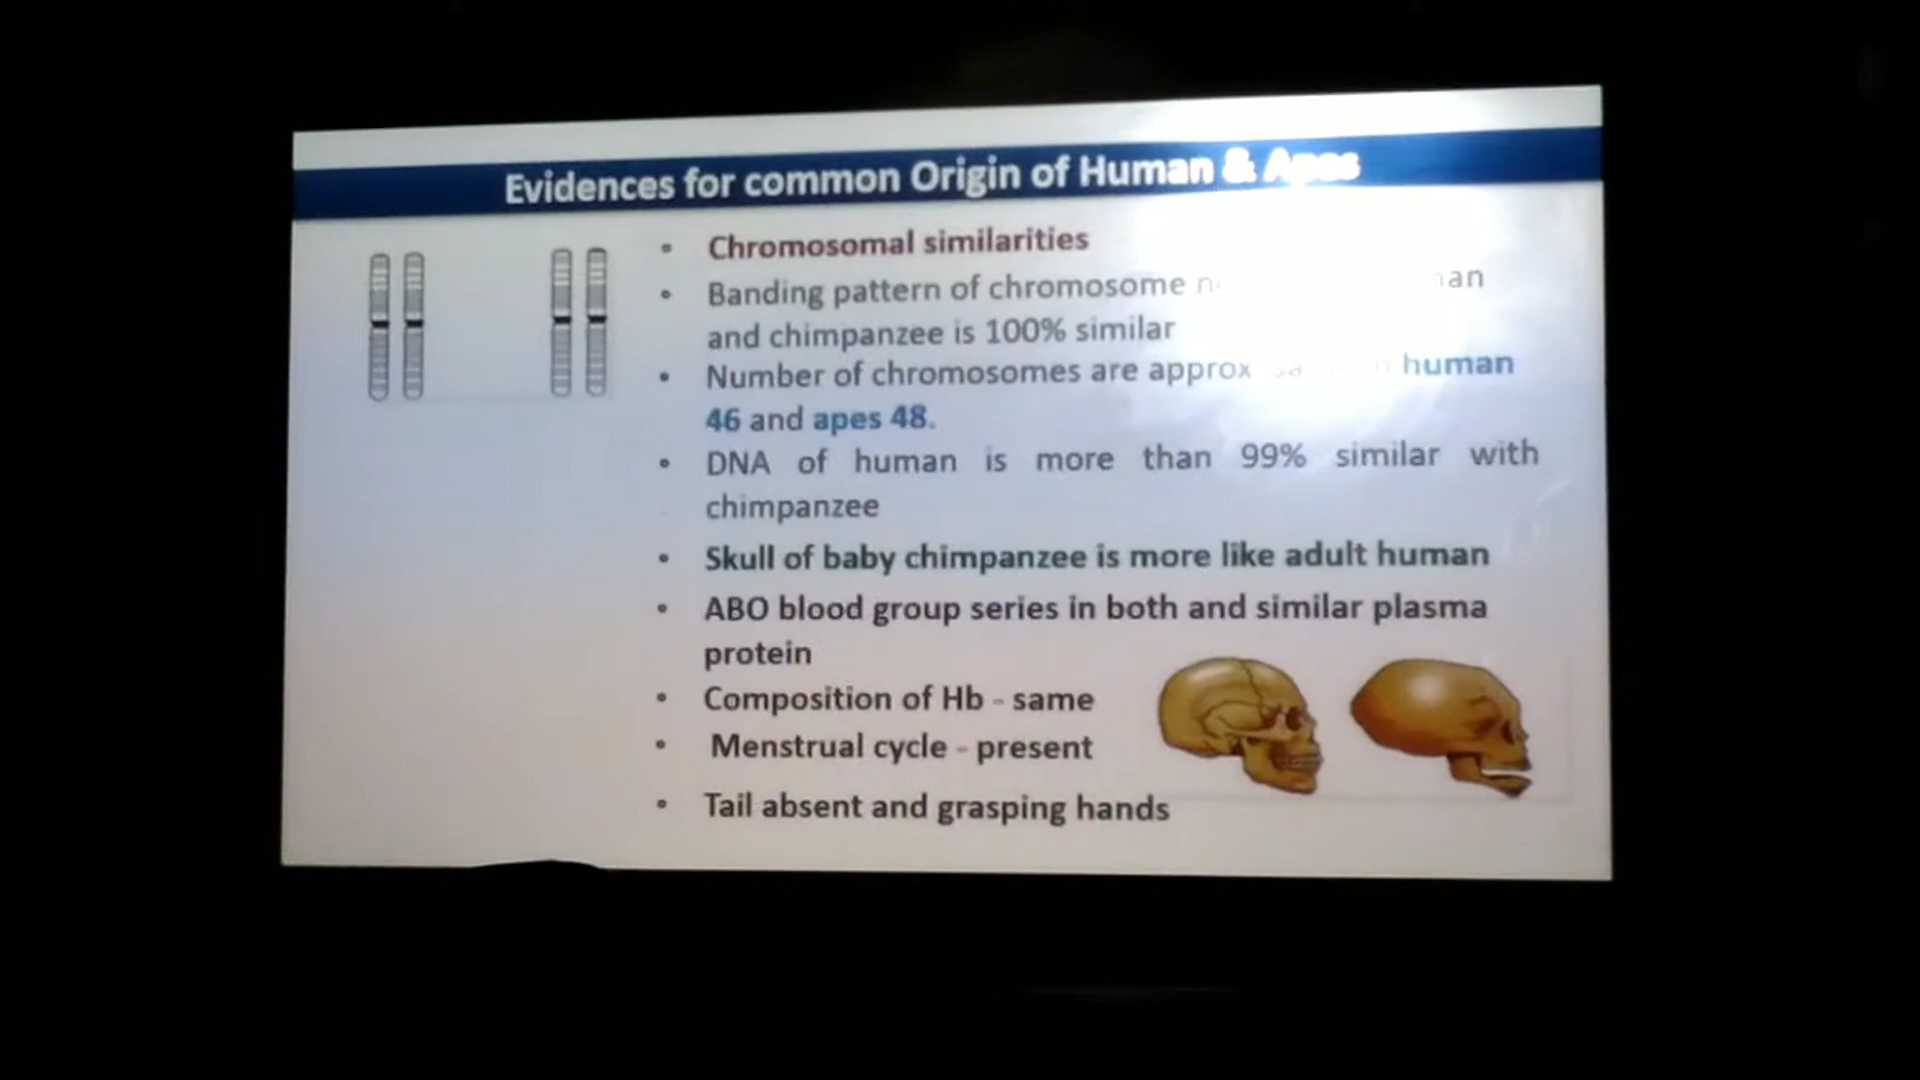 Evidences for common Origin of Human & Apes
• Chromosomal similarities
• Banding pattern of chromosome
and chimpanzee is 100% similar
• Number of chromosomes are approx human
46 and apes 48.
• DNA of human is more than 99% similar with
chimpanzee
• Skull of baby chimpanzee is more like adult human
• ABO blood group series in both and similar plasma
protein
• Composition of Hb - same
• Menstrual cycle - present
• Tail absent and grasping hands